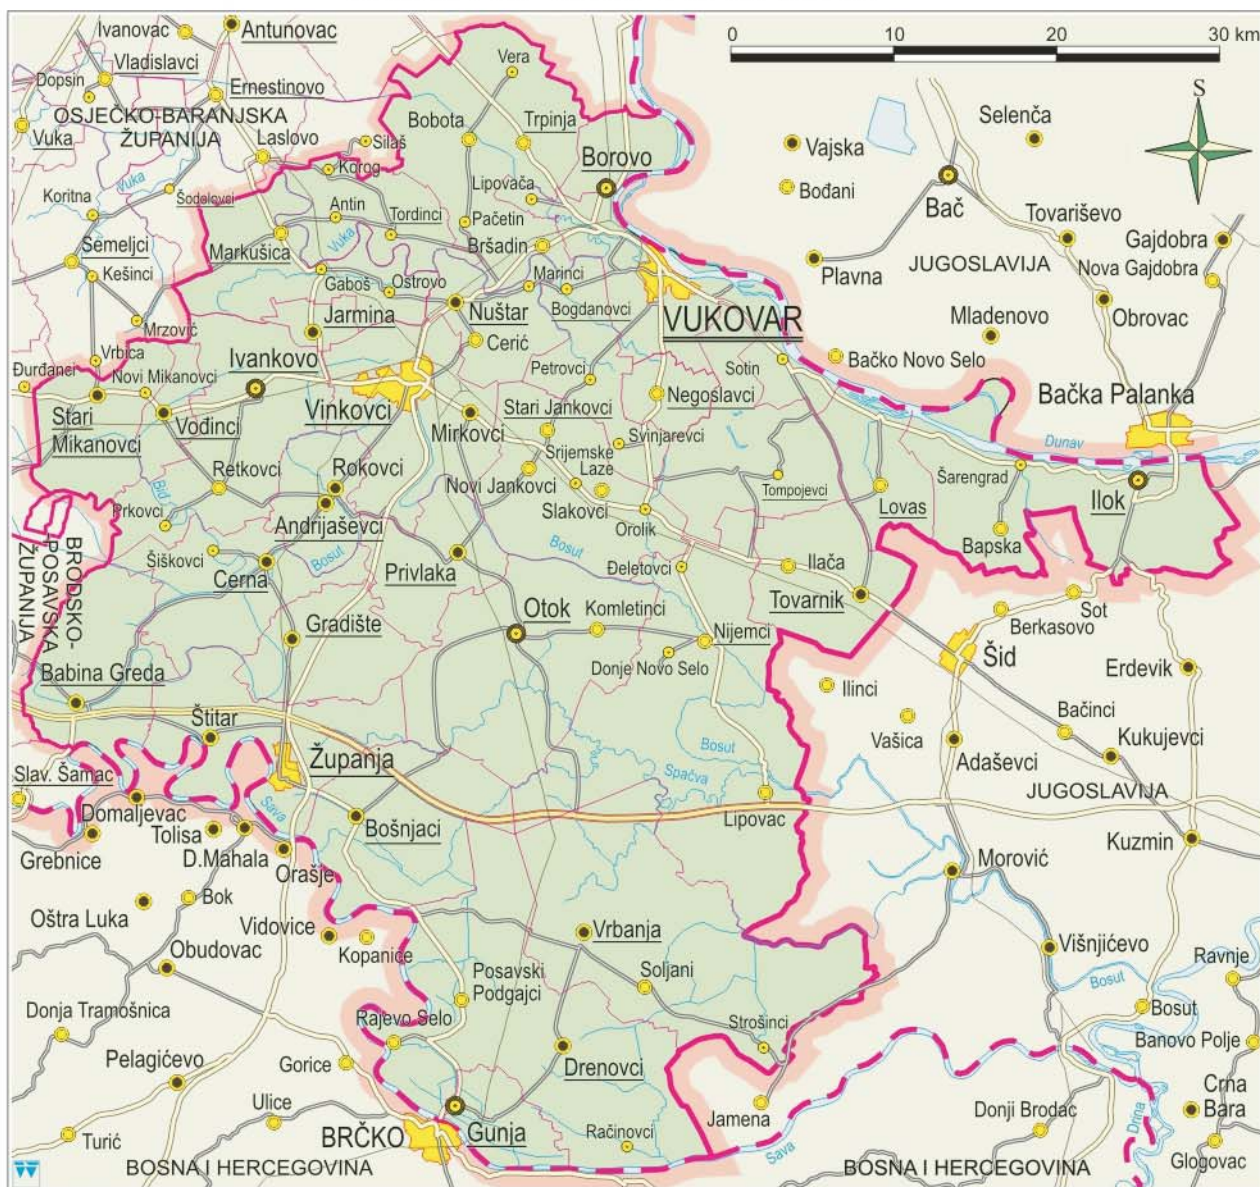 Ivanovac
Antunovac
0 10 20 30 km
Vladislavci
Dopsin
Ernestinovo
OSJEČKO-BARANJSKA
ŽUPANIJA
Vuka
Laslovo
Silaš
Korog
Vera
Bobota
Trpinja
Borovo
Selenča
S
Vajska
Bođani
Bač
Tovariševo
Gajdobra
Nova Gajdobra
Plavna
JUGOSLAVIJA
Obrovac
Mladenovo
Vuka
Koritna
Šodolovci
Semeljci
Kešinci
Mrzović
Vrbica
Markušica
Antin
Tordinci
Vuka
Lipovača
Pačetin
Bršadin
Gaboš
Ostrovo
Marinci
Bogdanovci
Nuštar
Cerić
Jarmina
VUKOVAR
Bačko Novo Selo
Sotin
Bačka Palanka
Đurđanci
Novi Mikanovci
Ivankovo
Vinkovci
Petrovci
Negoslavci
Stari
Mikanovci
Vođinci
Mirkovci
Stari Jankovci
Svinjarevci
Srijemske
Laze
Novi Jankovci
Slakovci
Orolik
Tompojevci
Lovas
Šarengrad
Dunav
Ilok
Bapska
Retkovci
Rokovci
Andrijaševci
Biđ
Prkovci
Šiškovci
Cerna
Bosut
Privlaka
Bosut
Đeletovci
Ilača
Tovarnik
BRODSKO-
-POSAVSKA
ŽUPANIJA
Gradište
Otok
Komletinci
Nijemci
Donje Novo Selo
Sot
Berkasovo
Šid
Erdevik
Ilinci
Vašica
Adaševci
Bačinci
Kukujevci
JUGOSLAVIJA
Babina Greda
Štitar
Županja
Slav. Šamac
Domaljevac
Tolisa
Grebnice
D.Mahala
Sava
Orašje
Bošnjaci
Bosut
Spačva
Lipovac
Kuzmin
Morović
Oštra Luka
Bok
Vidovice
Kopaniće
Obudovac
Vrbanja
Soljani
Posavski
Podgajci
Višnjićevo
Bosut
Ravnje
Bosut
Donja Tramošnica
Rajevo Selo
Strošinci
Banovo Polje
Pelagićevo
Gorice
Drenovci
Jamena
Crna
Bara
Ulice
Turić
BRČKO
Gunja
Račinovci
Sava
Donji Brodac
Drina
Glogovac
BOSNA I HERCEGOVINA
BOSNA I HERCEGOVINA